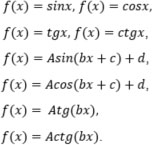 f(x) = sinx, f(x) = cosx,
f(x) = tgx, f(x) = ctgx,
f(x) = Asin(bx + c) + d,
f(x) = Acos(bx + c) + d,
f(x) = Atg(bx),
f(x) = Actg(bx).